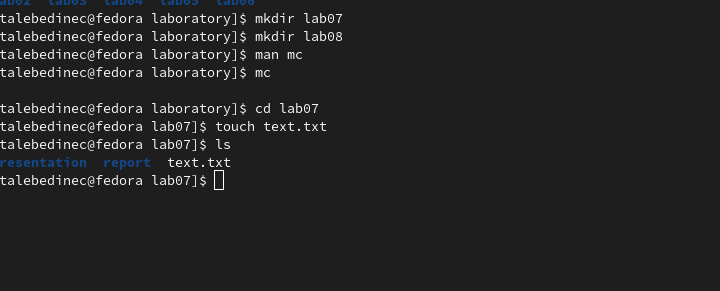 ab02 lab03 lab04 lab05 lab06
talebedinec@fedora laboratory]$ mkdir lab07
talebedinec@fedora laboratory]$ mkdir lab08
talebedinec@fedora laboratory]$ man mc
talebedinec@fedora laboratory]$ mc
talebedinec@fedora laboratory]$ cd lab07
talebedinec@fedora lab07]$ touch text.txt
talebedinec@fedora lab07]$ ls
resentation report text.txt
talebedinec@fedora lab07]$